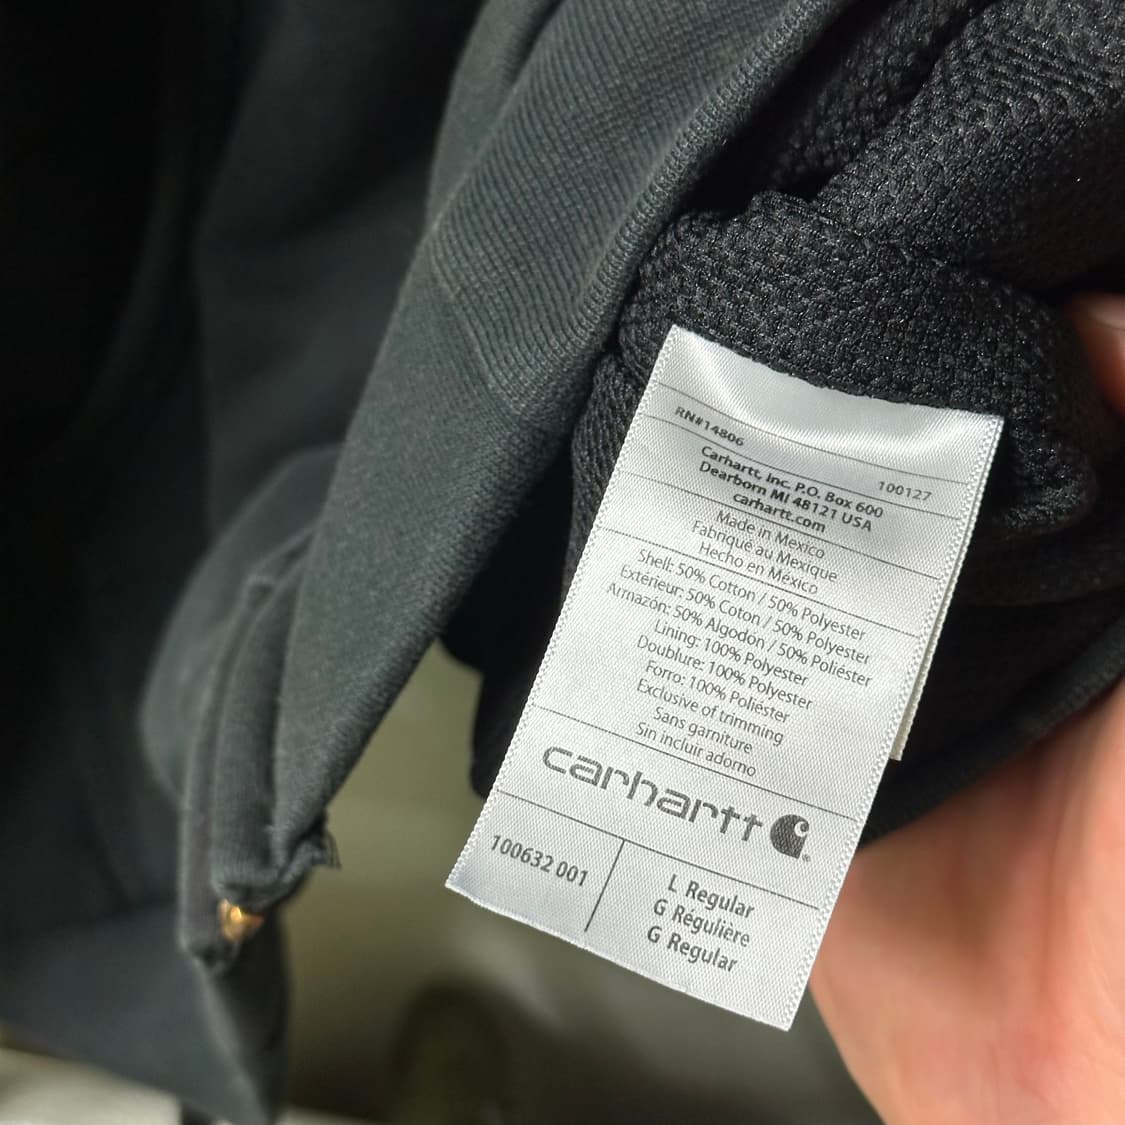 RN#14806
100127
Carhartt, Inc. P.O. Box 600
Dearborn MI 48121 USA
carhartt.com
Made in Mexico
Fabriqué au Mexique
Hecho en México
Shell: 50% Cotton / 50% Polyester
Extérieur: 50% Coton / 50% Polyester
Armazón: 50% Algodón / 50% Poliéster
Lining: 100% Polyester
Doublure: 100% Polyester
Forro: 100% Poliéster
Exclusive of trimming
Sans garniture
Sin incluir adorno
carhartt
100632 001
L Regular
G Régulière
G Regular